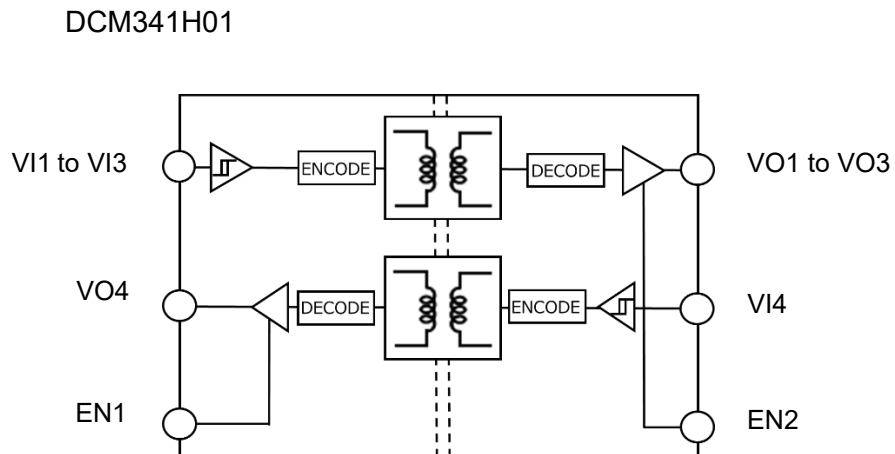 DCM341H01
VI1 to VI3
ENCODE
DECODE
VO1 to VO3
VO4
DECODE
ENCODE
VI4
EN1
EN2